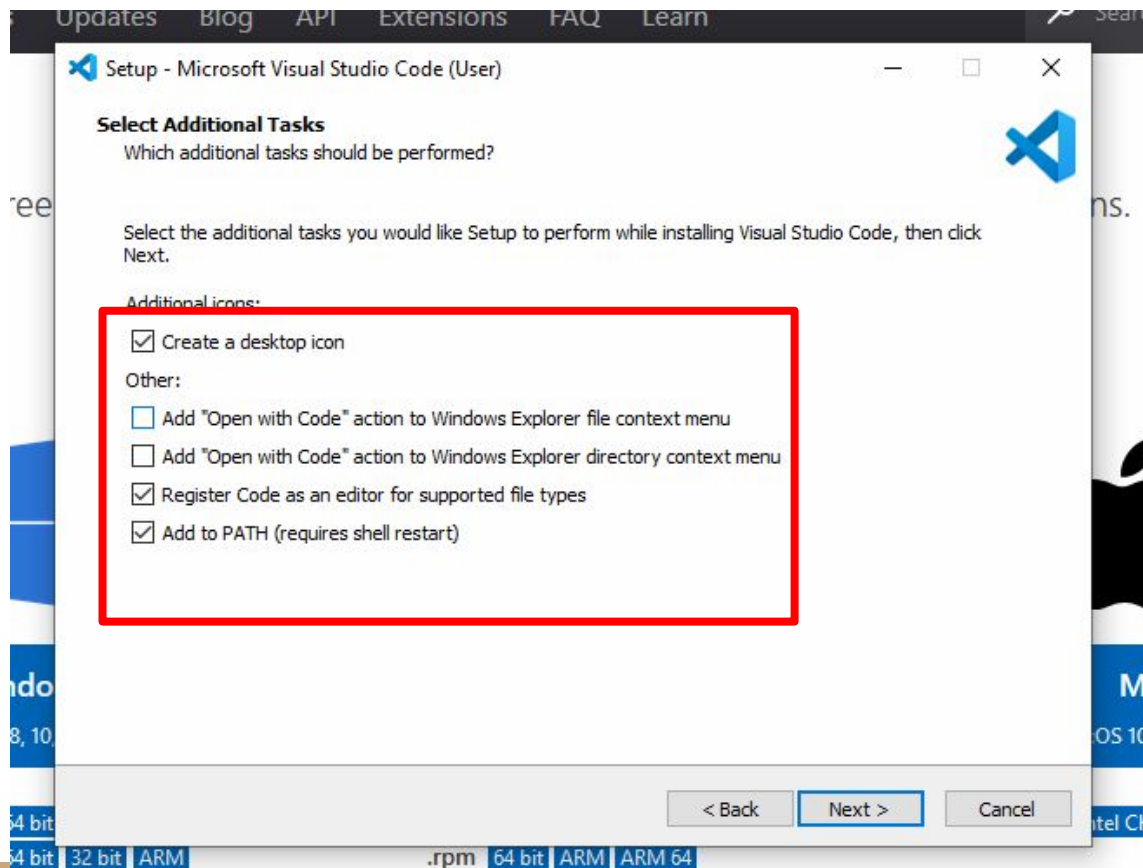 Updates Blog API Extensions FAQ Learn
Setup - Microsoft Visual Studio Code (User)
Select Additional Tasks
Which additional tasks should be performed?
ree
ns.
Select the additional tasks you would like Setup to perform while installing Visual Studio Code, then click
Next.
Additional icons:
Create a desktop icon
Other:
Add "Open with Code" action to Windows Explorer file context menu
Add "Open with Code" action to Windows Explorer directory context menu
Register Code as an editor for supported file types
Add to PATH (requires shell restart)
M
8, 10,
OS 10
< Back Next > Cancel
64 bit
64 bit 32 bit ARM .rpm 64 bit ARM ARM 64